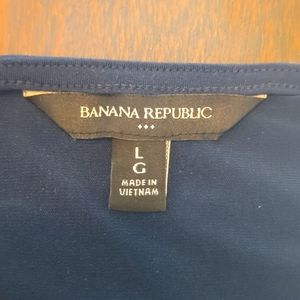 BANANA REPUBLIC
L
G
MADE IN
VIETNAM